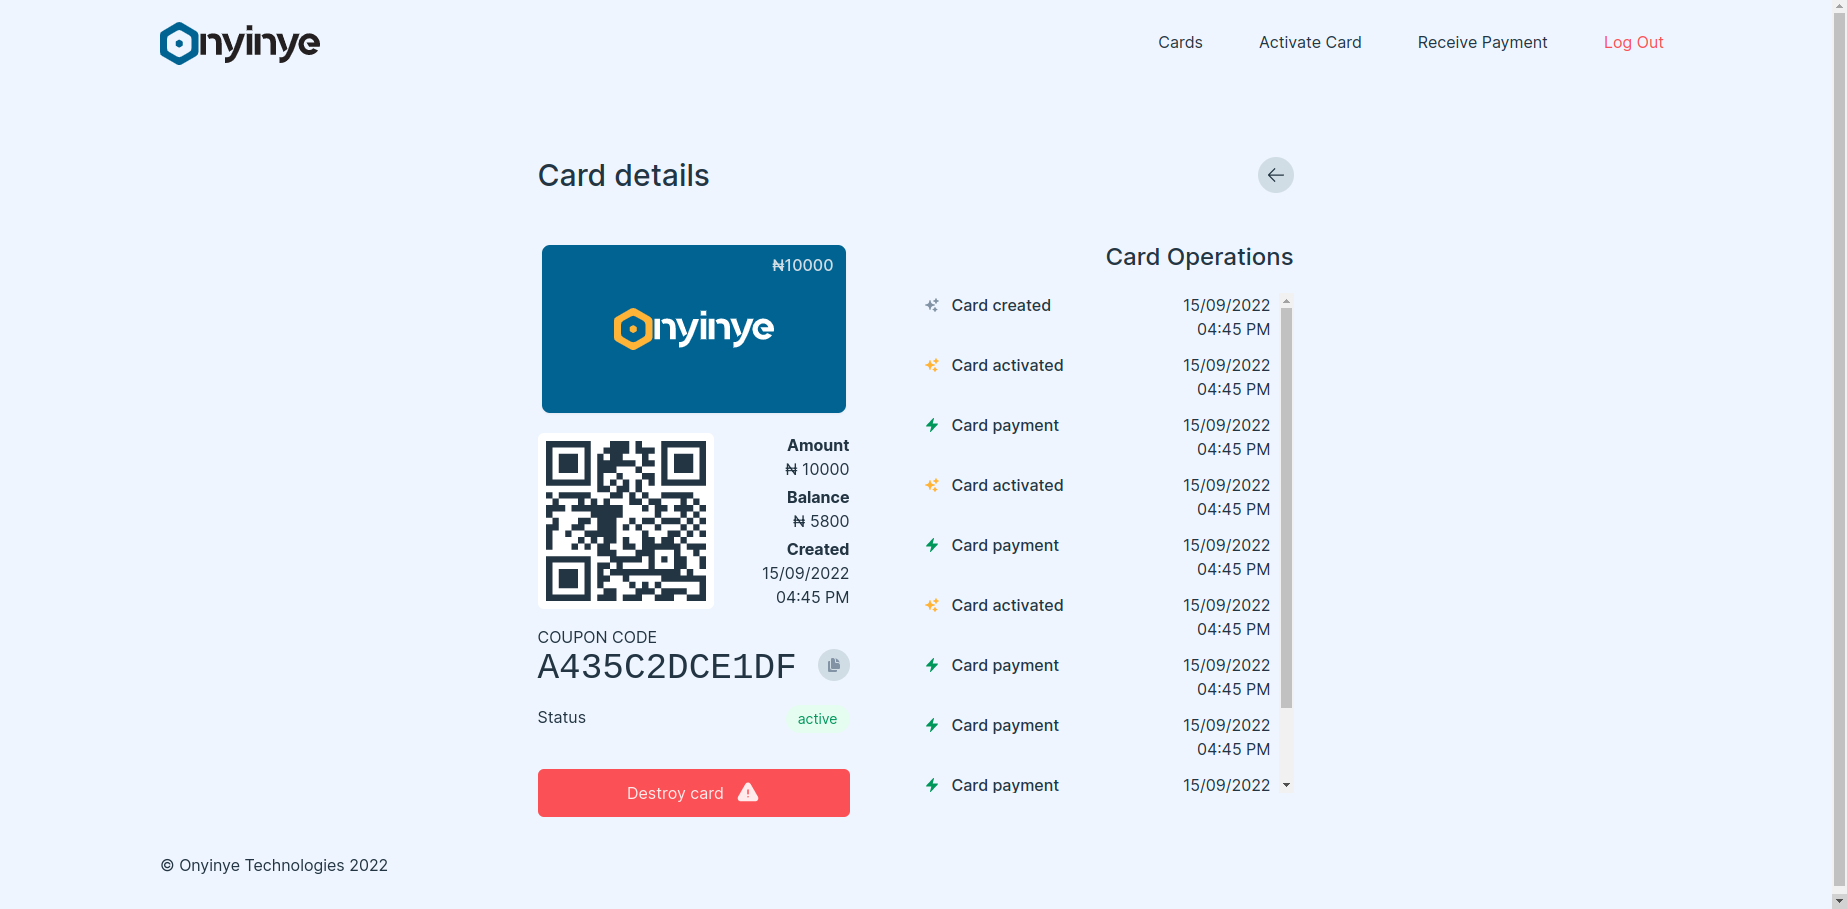 Onyinye
Cards
Activate Card
Receive Payment
Log Out
Card details
₦10000
Onyinye
Amount
₦ 10000
Balance
₦ 5800
Created
15/09/2022
04:45 PM
COUPON CODE
A435C2DCE1DF
Status
active
Destroy card
Card Operations
Card created 15/09/2022
04:45 PM
Card activated 15/09/2022
04:45 PM
Card payment 15/09/2022
04:45 PM
Card activated 15/09/2022
04:45 PM
Card payment 15/09/2022
04:45 PM
Card activated 15/09/2022
04:45 PM
Card payment 15/09/2022
04:45 PM
Card payment 15/09/2022
04:45 PM
Card payment 15/09/2022
© Onyinye Technologies 2022